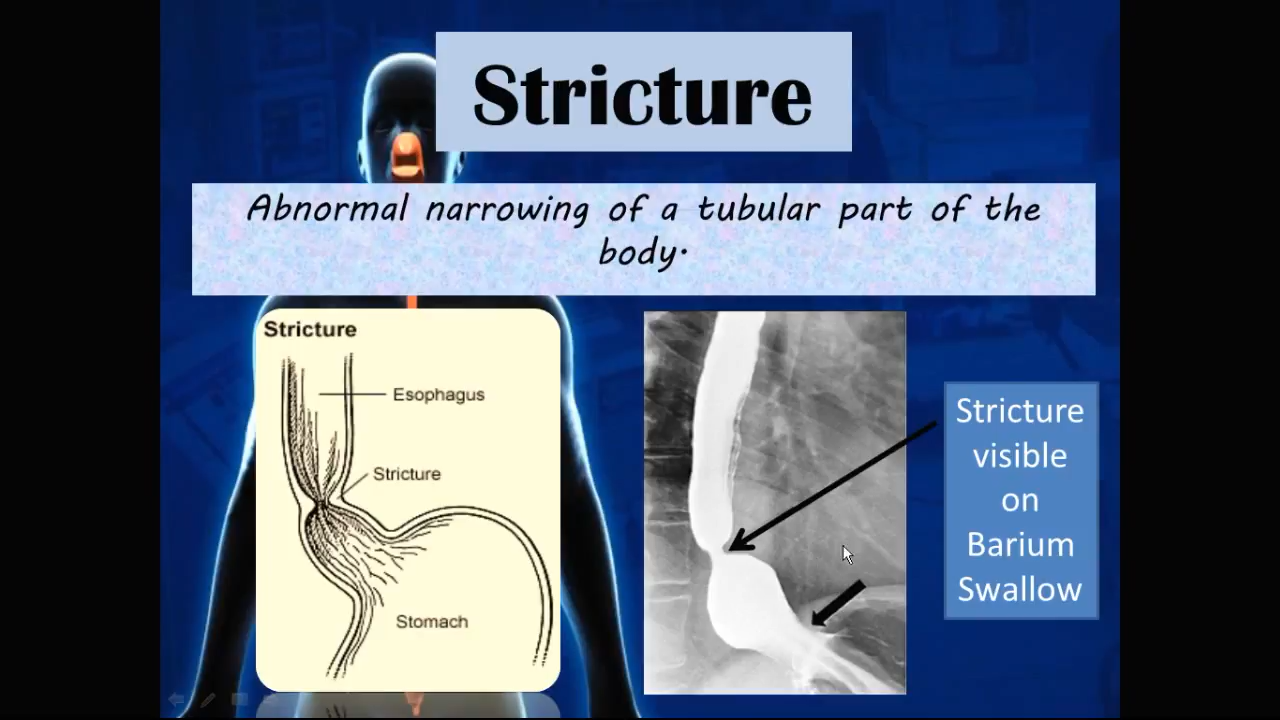 Stricture
Abnormal narrowing of a tubular part of the
body.
Stricture
Esophagus
Stricture
Stomach
Stricture
visible
on
Barium
Swallow